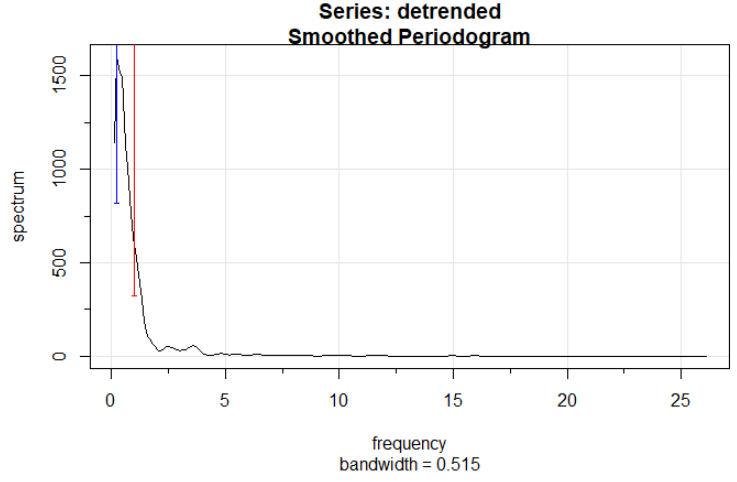 Series: detrended
Smoothed Periodogram
spectrum
1500
1000
500
0
0 5 10 15 20 25
frequency
bandwidth = 0.515